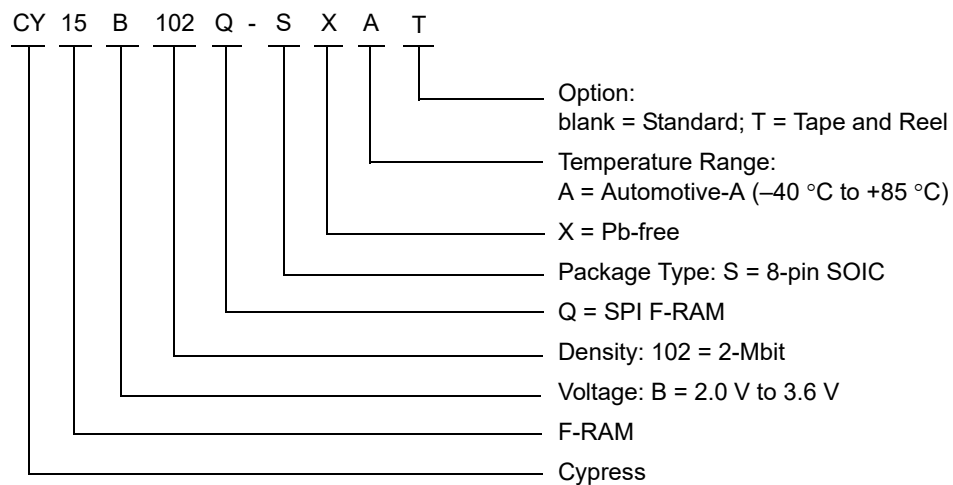 CY 15 B 102 Q - S X A T
Option:
blank = Standard; T = Tape and Reel
Temperature Range:
A = Automotive-A (–40 °C to +85 °C)
X = Pb-free
Package Type: S = 8-pin SOIC
Q = SPI F-RAM
Density: 102 = 2-Mbit
Voltage: B = 2.0 V to 3.6 V
F-RAM
Cypress